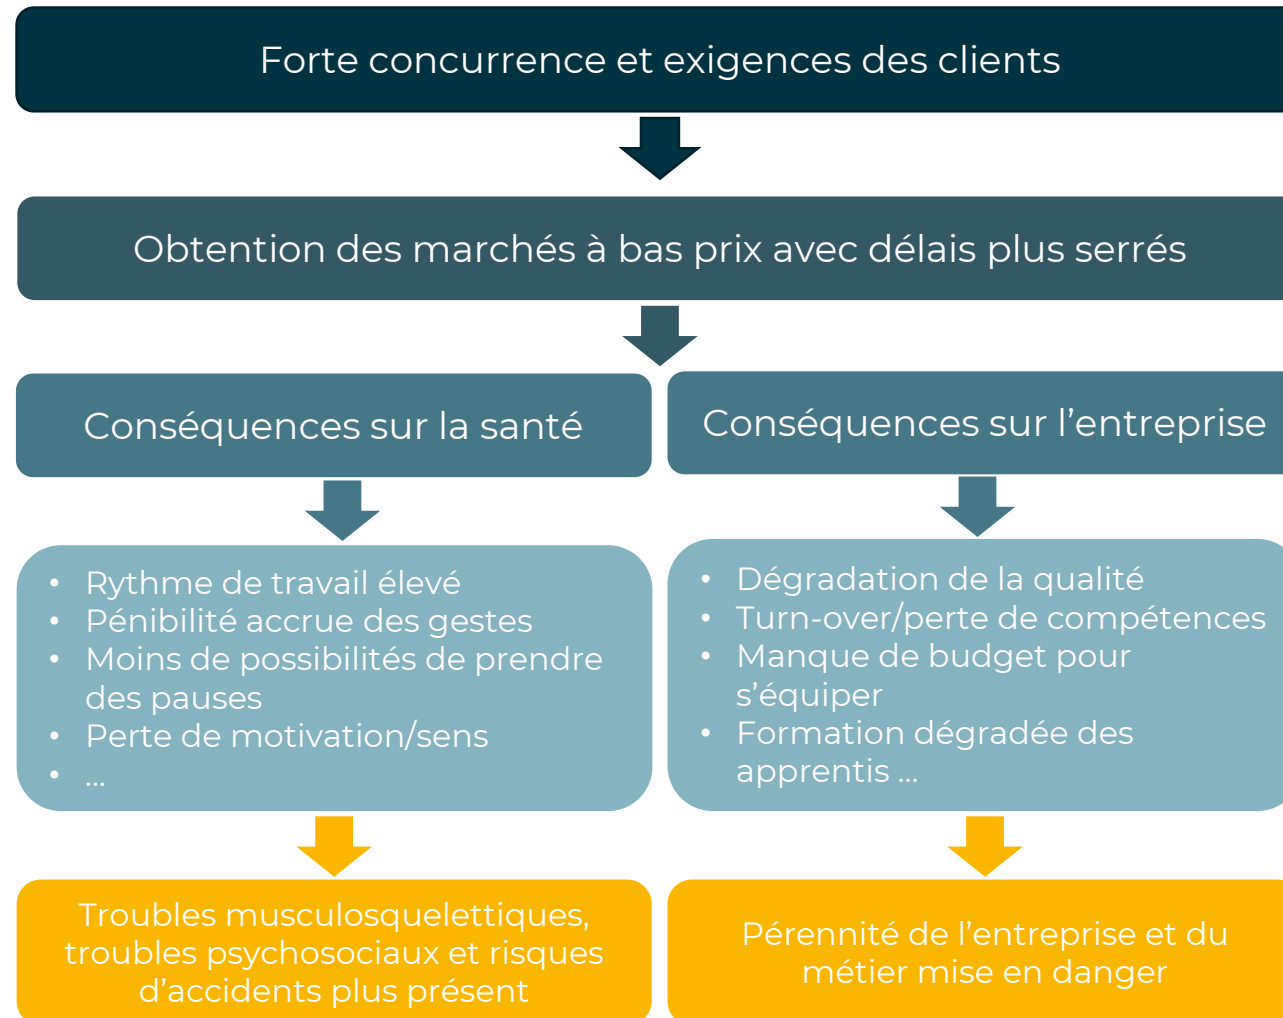 Forte concurrence et exigences des clients
Obtention des marchés à bas prix avec délais plus serrés
Conséquences sur la santé
Conséquences sur l’entreprise
• Rythme de travail élevé
• Pénibilité accrue des gestes
• Moins de possibilités de prendre
des pauses
• Perte de motivation/sens
• ...
• Dégradation de la qualité
• Turn-over/perte de compétences
• Manque de budget pour
s’équiper
• Formation dégradée des
apprentis ...
Troubles musculosquelettiques,
troubles psychosociaux et risques
d’accidents plus présent
Pérennité de l’entreprise et du
métier mise en danger